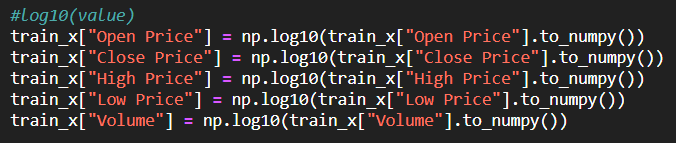 #log10(value)
train_x["Open Price"] = np.log10(train_x["Open Price"].to_numpy())
train_x["Close Price"] = np.log10(train_x["Close Price"].to_numpy())
train_x["High Price"] = np.log10(train_x["High Price"].to_numpy())
train_x["Low Price"] = np.log10(train_x["Low Price"].to_numpy())
train_x["Volume"] = np.log10(train_x["Volume"].to_numpy())